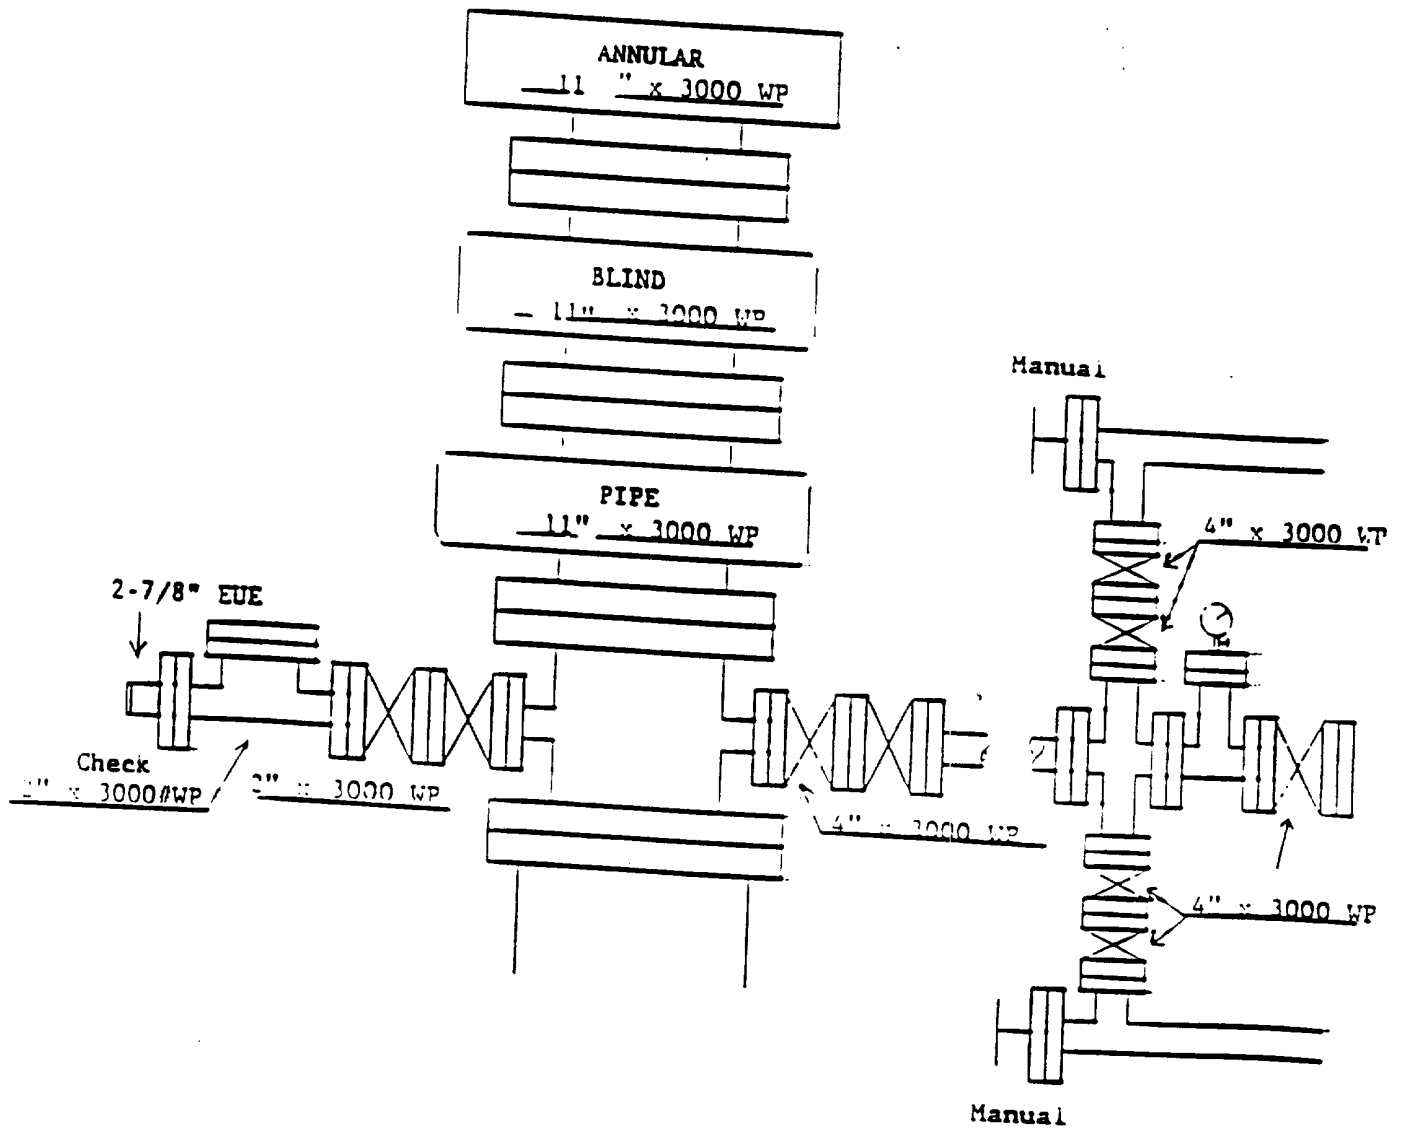 ANNULAR
11 " x 3000 WP
BLIND
11" x 3000 WP
Manual
PIPE
11" x 3000 WP
4" x 3000 WP
2-7/8" EUE
Check
2" x 3000#WP
2" x 3000 WP
4" x 3000 WP
4" x 3000 WP
Manual